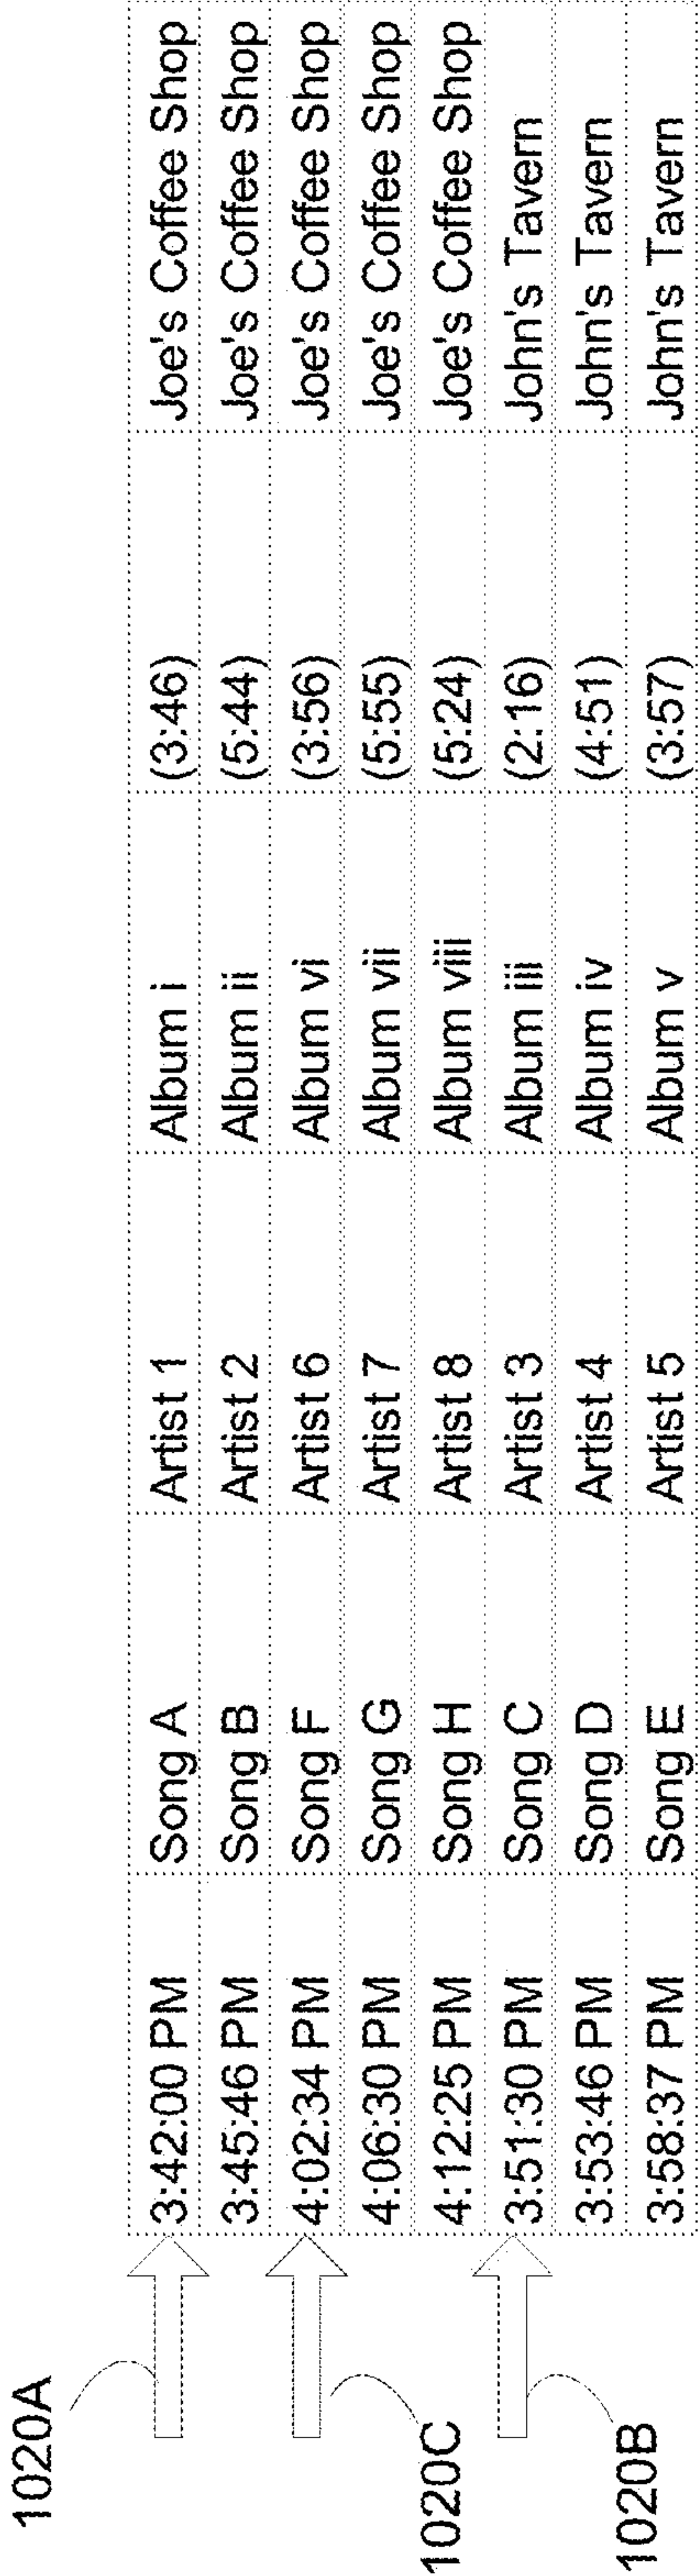 1020A
3:42:00 PM Song A Artist 1 Album i (3:46) Joe's Coffee Shop
3:45:46 PM Song B Artist 2 Album ii (5:44) Joe's Coffee Shop
4:02:34 PM Song F Artist 6 Album vi (3:56) Joe's Coffee Shop
4:06:30 PM Song G Artist 7 Album vii (5:55) Joe's Coffee Shop
1020C
4:12:25 PM Song H Artist 8 Album viii (5:24) Joe's Coffee Shop
3:51:30 PM Song C Artist 3 Album iii (2:16) John's Tavern
3:53:46 PM Song D Artist 4 Album iv (4:51) John's Tavern
1020B
3:58:37 PM Song E Artist 5 Album v (3:57) John's Tavern